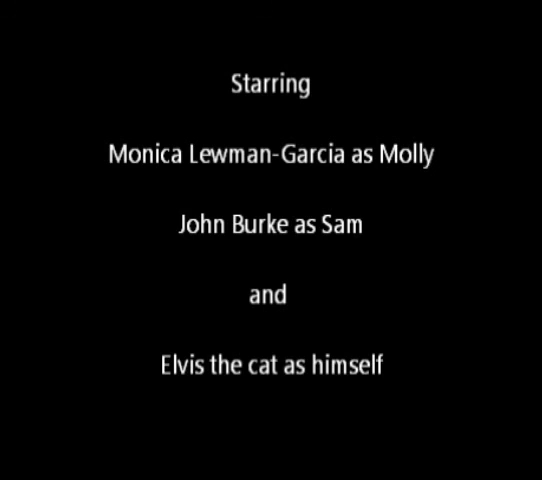 Starring
Monica Lewman-Garcia as Molly
John Burke as Sam
and
Elvis the cat as himself